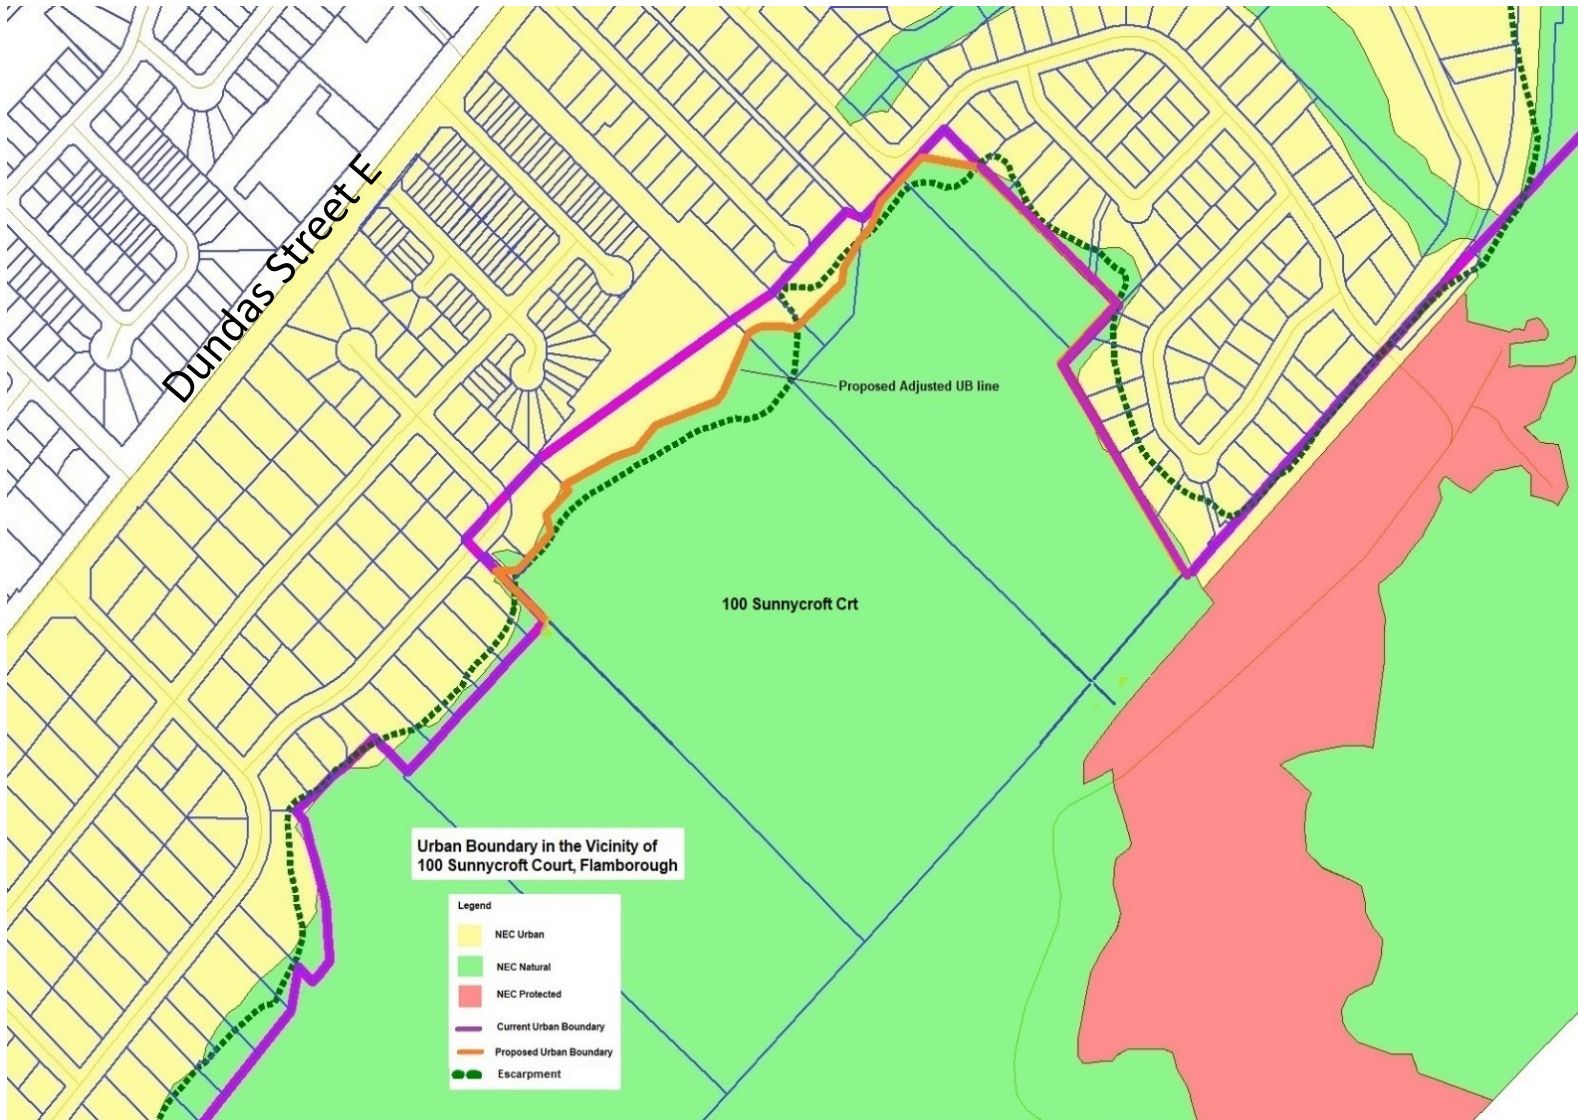 Dundas Street E
Proposed Adjusted UB line
100 Sunnycroft Crt
Urban Boundary in the Vicinity of
100 Sunnycroft Court, Flamborough
Legend
NEC Urban
NEC Natural
NEC Protected
Current Urban Boundary
Proposed Urban Boundary
Escarpment